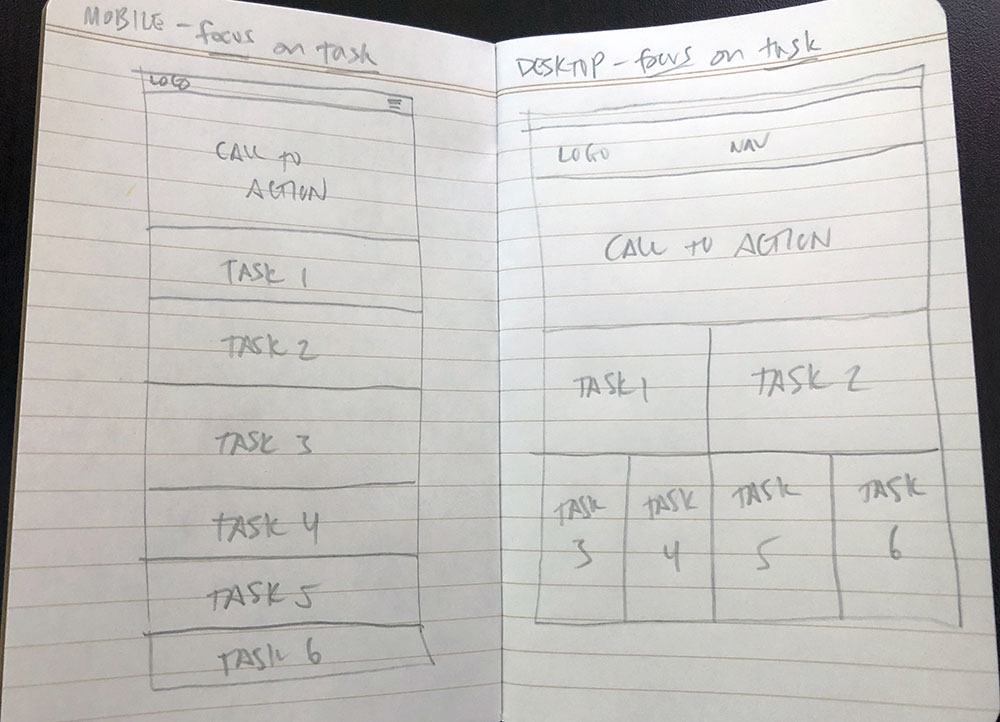 MOBILE - focus on task
LOGO
CALL to
ACTION
TASK 1
TASK 2
TASK 3
TASK 4
TASK 5
TASK 6
DESKTOP - focus on task
LOGO NAV
CALL to ACTION
TASK 1 TASK 2
TASK TASK TASK TASK
3 4 5 6